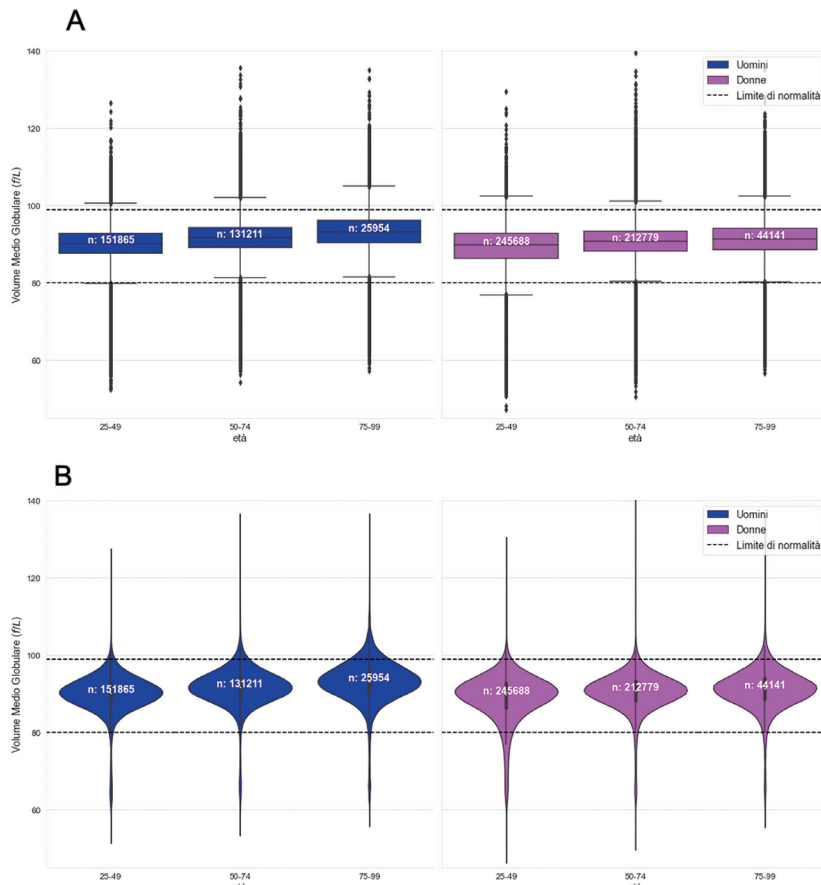 A
Volume Medio Globulare (f/L)
140
120
100
80
60
n: 151865
n: 131211
n: 25954
25-49
50-74
75-99
età
Uomini
Donne
Limite di normalità
n: 245688
n: 212779
n: 44141
25-49
50-74
75-99
età
B
Volume Medio Globulare (f/L)
140
120
100
80
60
n: 151865
n: 131211
n: 25954
25-49
50-74
75-99
Uomini
Donne
Limite di normalità
n: 245688
n: 212779
n: 44141
25-49
50-74
75-99